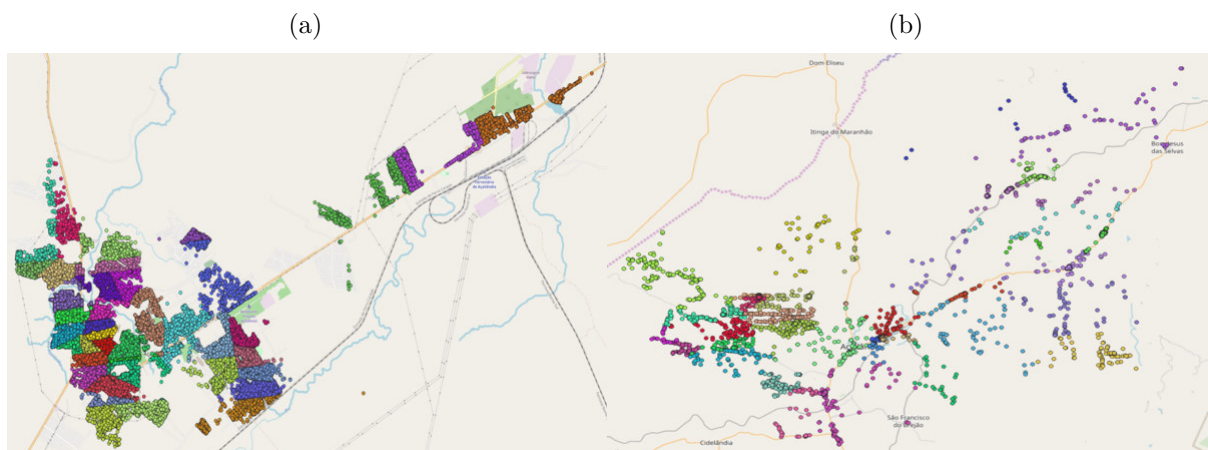 (a)
(b)
Dom Eliseu
Itinga do Maranhão
Bom Jesus
das Selvas
São Francisco
do Brejão
Cidelândia